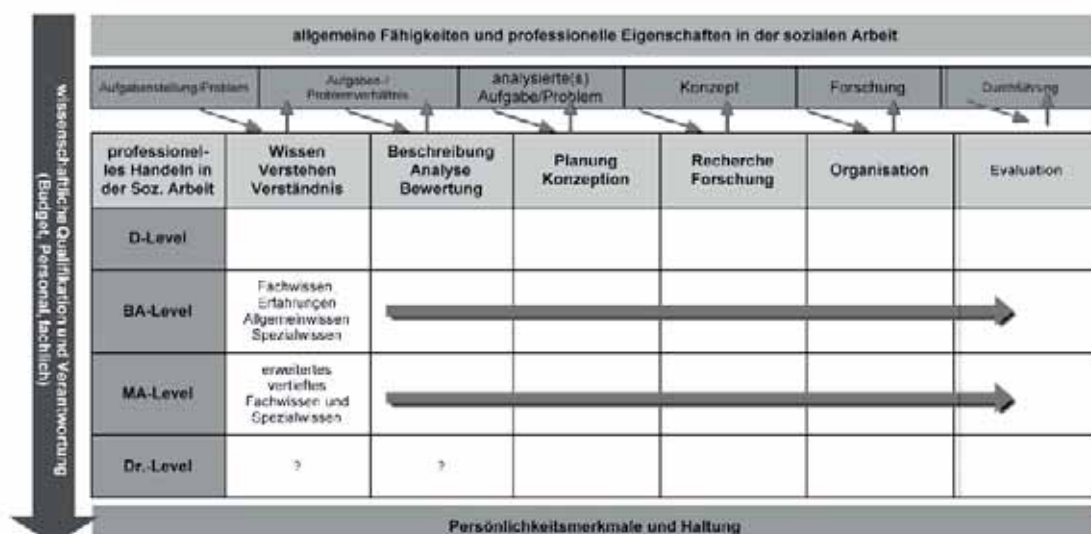 allgemeine Fähigkeiten und professionelle Eigenschaften in der sozialen Arbeit
Aufgabenstellung/Problem
Aufgaben-/
Problemverhältnis
analysierte(s)
Aufgabe/Problem
Konzept
Forschung
Durchführung
professionel-
les Handeln in
der Soz. Arbeit
Wissen
Verstehen
Verständnis
Beschreibung
Analyse
Bewertung
Planung
Konzeption
Recherche
Forschung
Organisation
Evaluation
D-Level
BA-Level
Fachwissen
Erfahrungen
Allgemeinwissen
Spezialwissen
MA-Level
erweitertes
vertieftes
Fachwissen und
Spezialwissen
Dr.-Level
?
?
Persönlichkeitsmerkmale und Haltung
wissenschaftliche Qualifikation und Verantwortung
(Budget, Personal, fachlich)